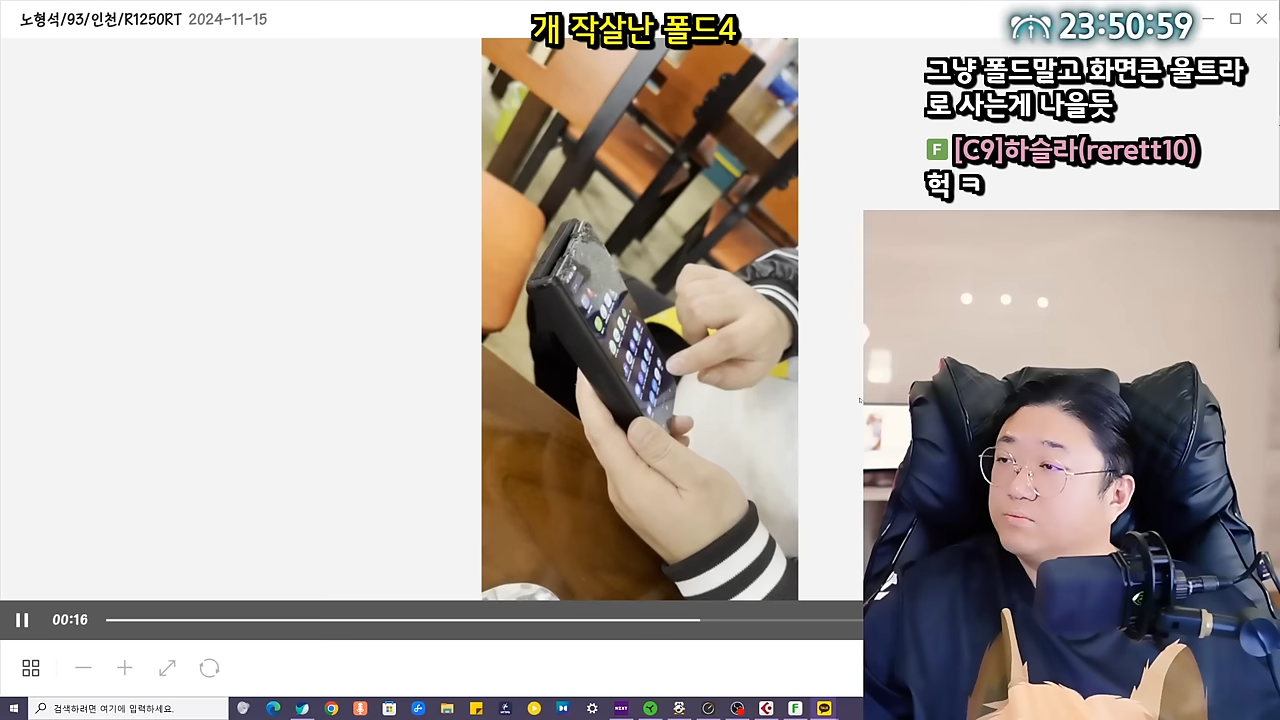 노형석/93/인천/R1250RT 2024-11-15
개 작살난 폴드4
23:50:59
그냥 폴드말고 화면큰 울트라
로 사는게 나을듯
F [C9]하슬라(rerett10)
헉 ㅋ
00:16
검색하려면 여기에 입력하세요.
NZXT
F